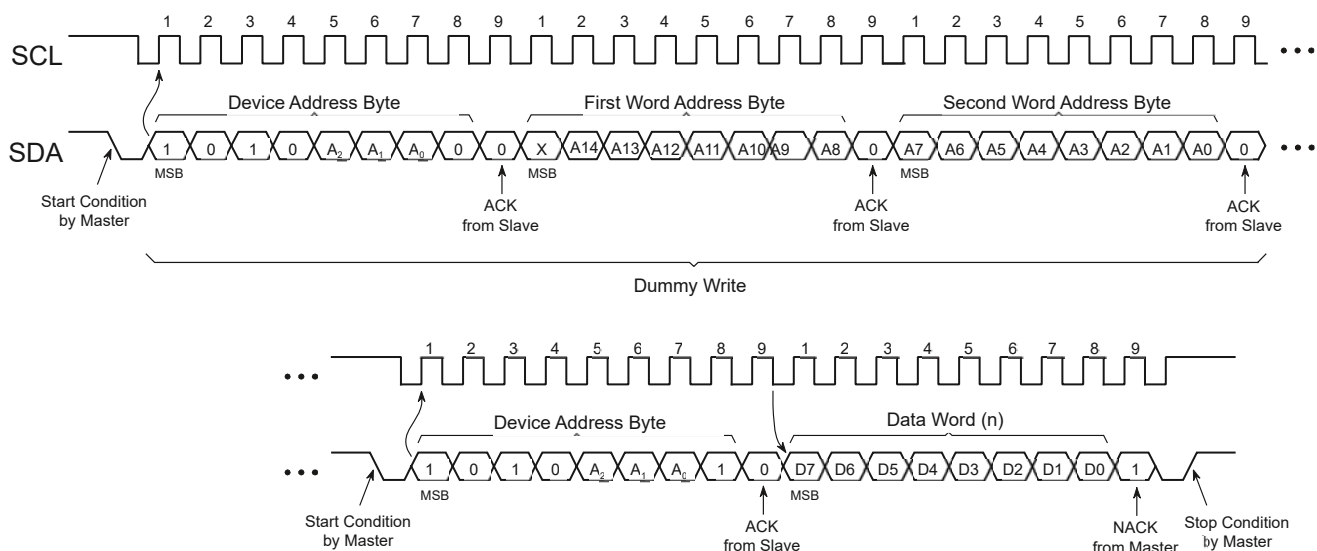 1 2 3 4 5 6 7 8 9 1 2 3 4 5 6 7 8 9 1 2 3 4 5 6 7 8 9
SCL
Device Address Byte First Word Address Byte Second Word Address Byte
SDA 1 0 1 0 A2 A1 A0 0 0 X A14 A13 A12 A11 A10 A9 A8 0 A7 A6 A5 A4 A3 A2 A1 A0 0
MSB MSB MSB
Start Condition
by Master
ACK
from Slave
ACK
from Slave
ACK
from Slave
Dummy Write
1 2 3 4 5 6 7 8 9 1 2 3 4 5 6 7 8 9
Device Address Byte Data Word (n)
1 0 1 0 A2 A1 A0 1 0 D7 D6 D5 D4 D3 D2 D1 D0 1
MSB MSB
Start Condition
by Master
ACK
from Slave
NACK
from Master
Stop Condition
by Master